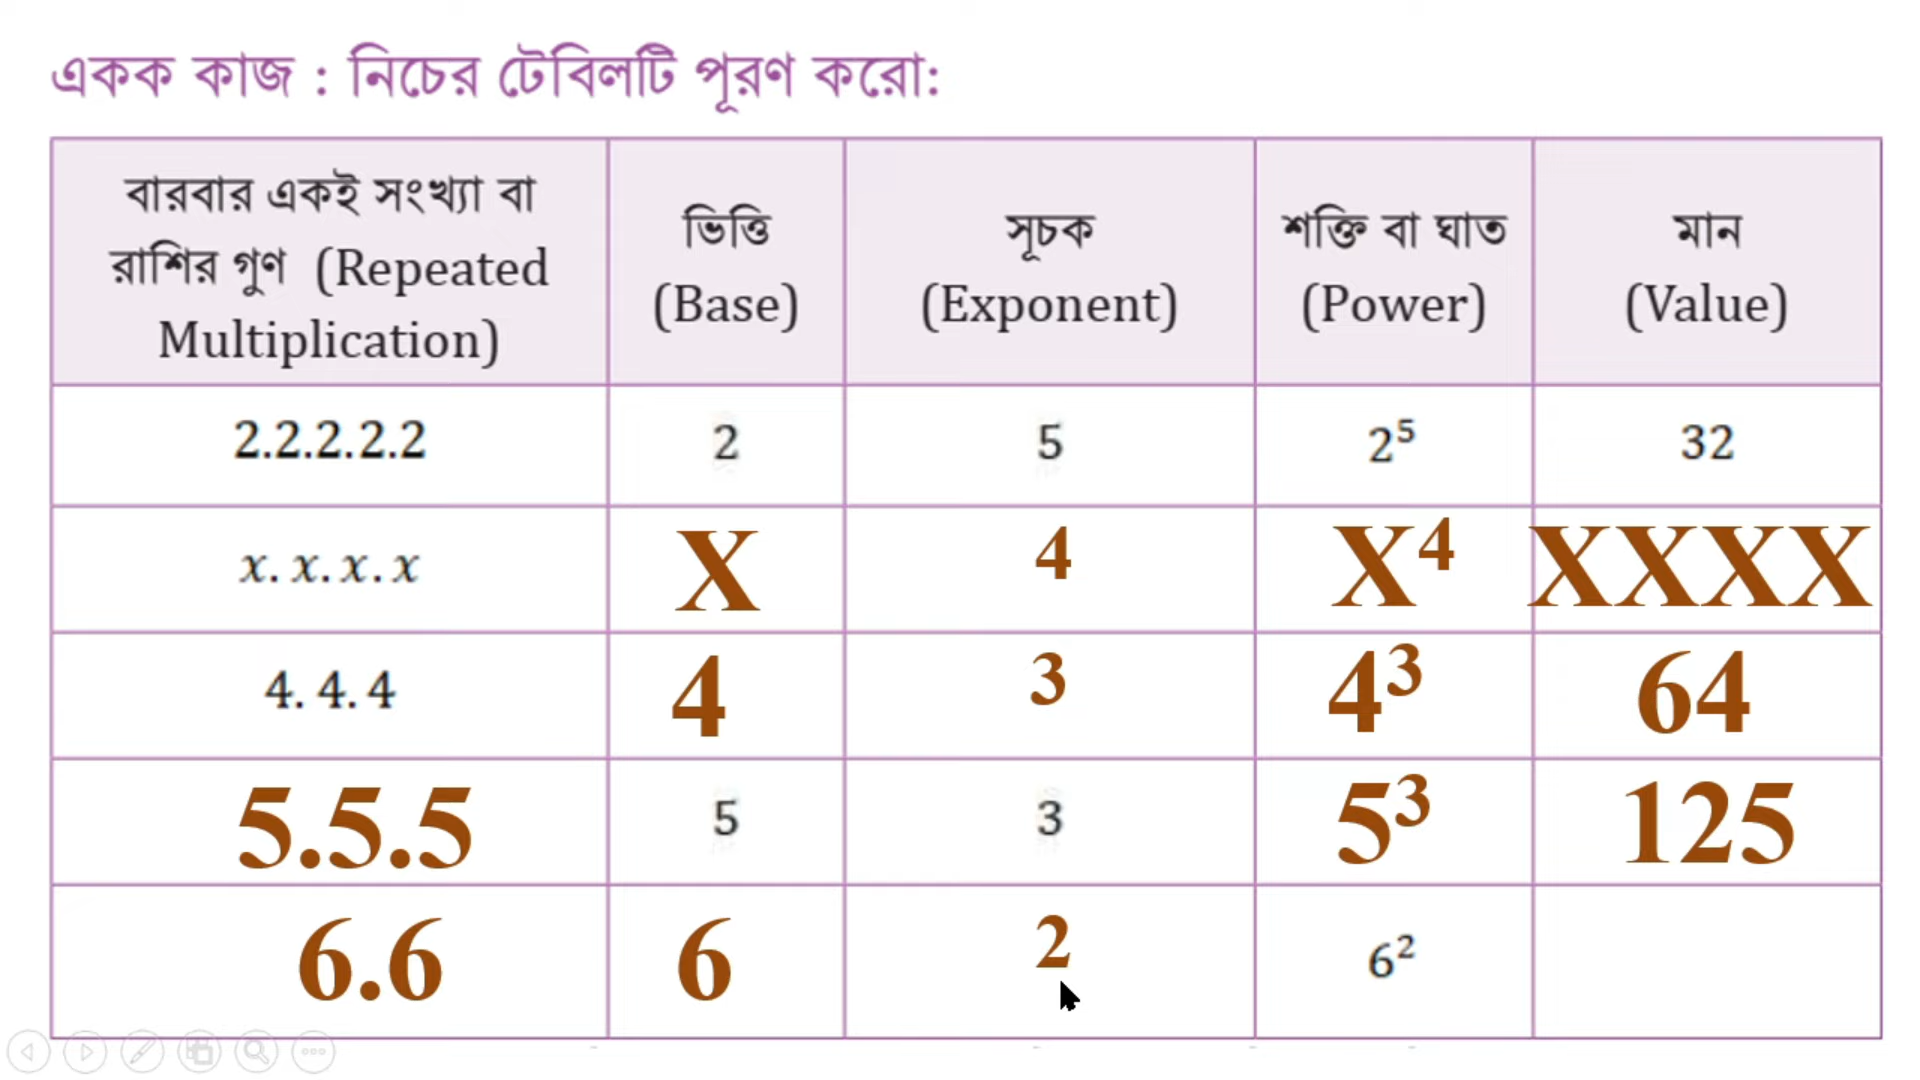 একক কাজ : নিচের টেবিলটি পূরণ করো:
বারবার একই সংখ্যা বা
রাশির গুণ (Repeated
Multiplication)
ভিত্তি
(Base)
সূচক
(Exponent)
শক্তি বা ঘাত
(Power)
মান
(Value)
2.2.2.2.2 2 5 2⁵ 32
x. x. x. x X 4 X⁴ XXXX
4. 4. 4 4 3 4³ 64
5.5.5 5 3 5³ 125
6.6 6 2 6²